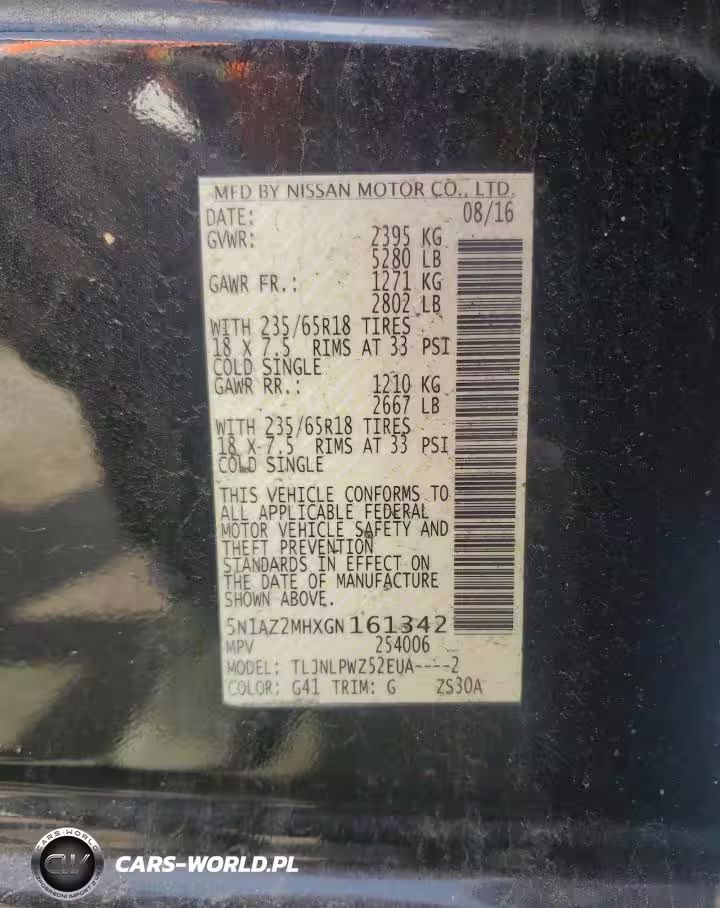 MFD BY NISSAN MOTOR CO., LTD.
DATE: 08/16
GVWR: 2395 KG
5280 LB
GAWR FR.: 1271 KG
2802 LB
WITH 235/65R18 TIRES
18 X 7.5 RIMS AT 33 PSI
COLD SINGLE
GAWR RR.: 1210 KG
2667 LB
WITH 235/65R18 TIRES
18 X 7.5 RIMS AT 33 PSI
COLD SINGLE
THIS VEHICLE CONFORMS TO
ALL APPLICABLE FEDERAL
MOTOR VEHICLE SAFETY AND
THEFT PREVENTION
STANDARDS IN EFFECT ON
THE DATE OF MANUFACTURE
SHOWN ABOVE.
5N1AZ2MHXGN161342
MPV 254006
MODEL: TLJNLPWZ52EUA----2
COLOR: G41 TRIM: G ZS30A
CARS-WORLD
CW
CARS-WORLD.PL